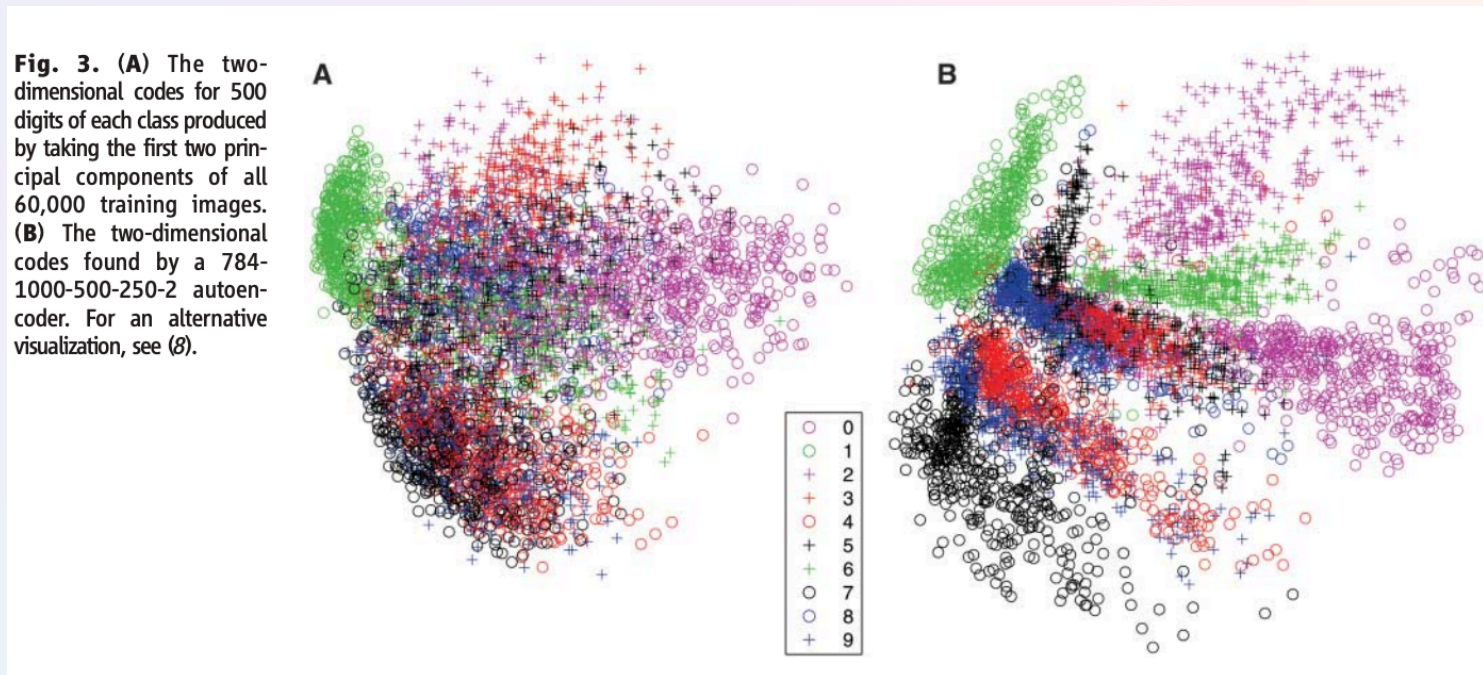 Fig. 3. (A) The two-
dimensional codes for 500
digits of each class produced
by taking the first two prin-
cipal components of all
60,000 training images.
(B) The two-dimensional
codes found by a 784-
1000-500-250-2 autoen-
coder. For an alternative
visualization, see (8).
A
B
0
1
2
3
4
5
6
7
8
9